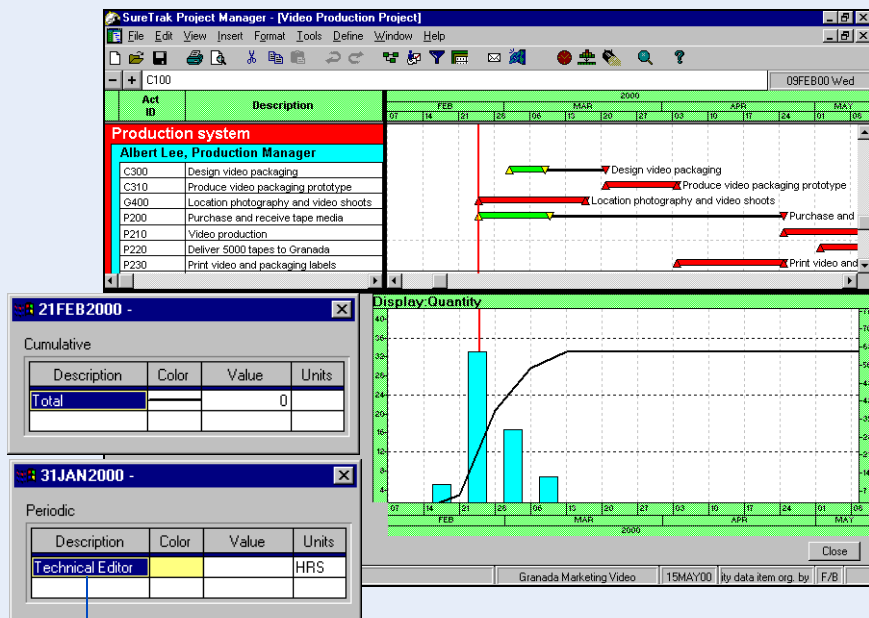 SureTrak Project Manager - [Video Production Project]
File Edit View Insert Format Tools Define Window Help
C100
09FEB00 Wed
Act ID
Description
2000
FEB MAR APR MAY
07 14 21 28 06 13 20 27 03 10 17 24 01 08
Production system
Albert Lee, Production Manager
C300 Design video packaging
C310 Produce video packaging prototype
G400 Location photography and video shoots
P200 Purchase and receive tape media
P210 Video production
P220 Deliver 5000 tapes to Granada
P230 Print video and packaging labels
Design video packaging
Produce video packaging prototype
Location photography and video shoots
Purchase and
Print video and
21FEB2000 -
Cumulative
Description Color Value Units
Total 0
31JAN2000 -
Periodic
Description Color Value Units
Technical Editor HRS
Display:Quantity
40
36
32
28
24
20
16
12
8
4
07 14 21 28 06 13 20 27 03 10 17 24 01 08
FEB MAR APR MAY
2000
Close
Granada Marketing Video 15MAY00 ity data item org. by F/B